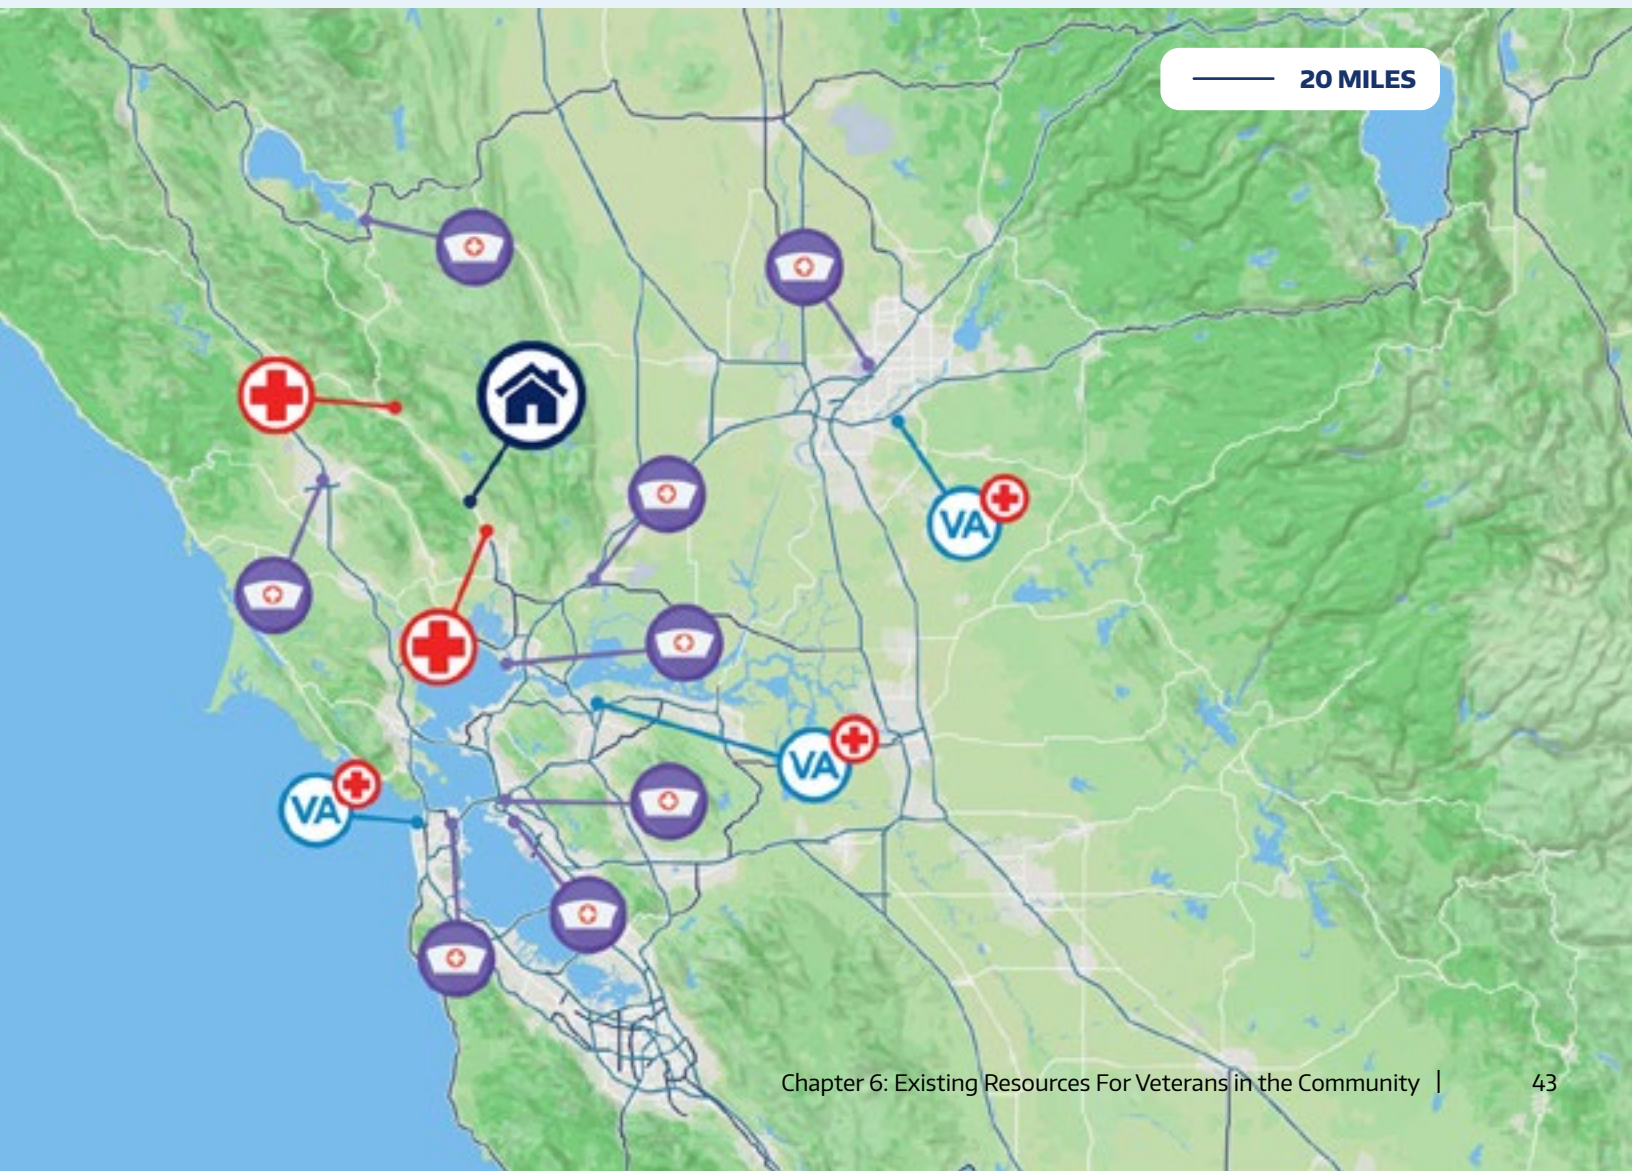 20 MILES
VA
VA
VA
Chapter 6: Existing Resources For Veterans in the Community | 43